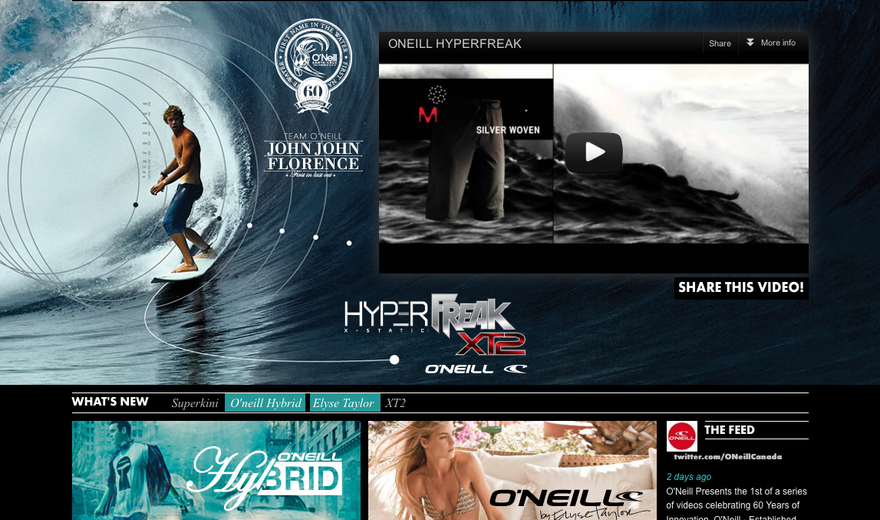 FIRST NAME IN THE WATER
O'Neill
60
TEAM O'NEILL
JOHN JOHN
FLORENCE
First in last out
ONEILL HYPERFREAK
Share
More info
M
SILVER WOVEN
SHARE THIS VIDEO!
HYPERFREAK
X-STATIC
XT2
O'NEILL
WHAT'S NEW
Superkini
O'neill Hybrid
Elyse Taylor
XT2
O'NEILL
HyBRID
O'NEILL
by Elyse Taylor
O'NEILL
THE FEED
twitter.com/ONeillCanada
2 days ago
O'Neill Presents the 1st of a series
of videos celebrating 60 Years of
Innovation. O'Neill - Established